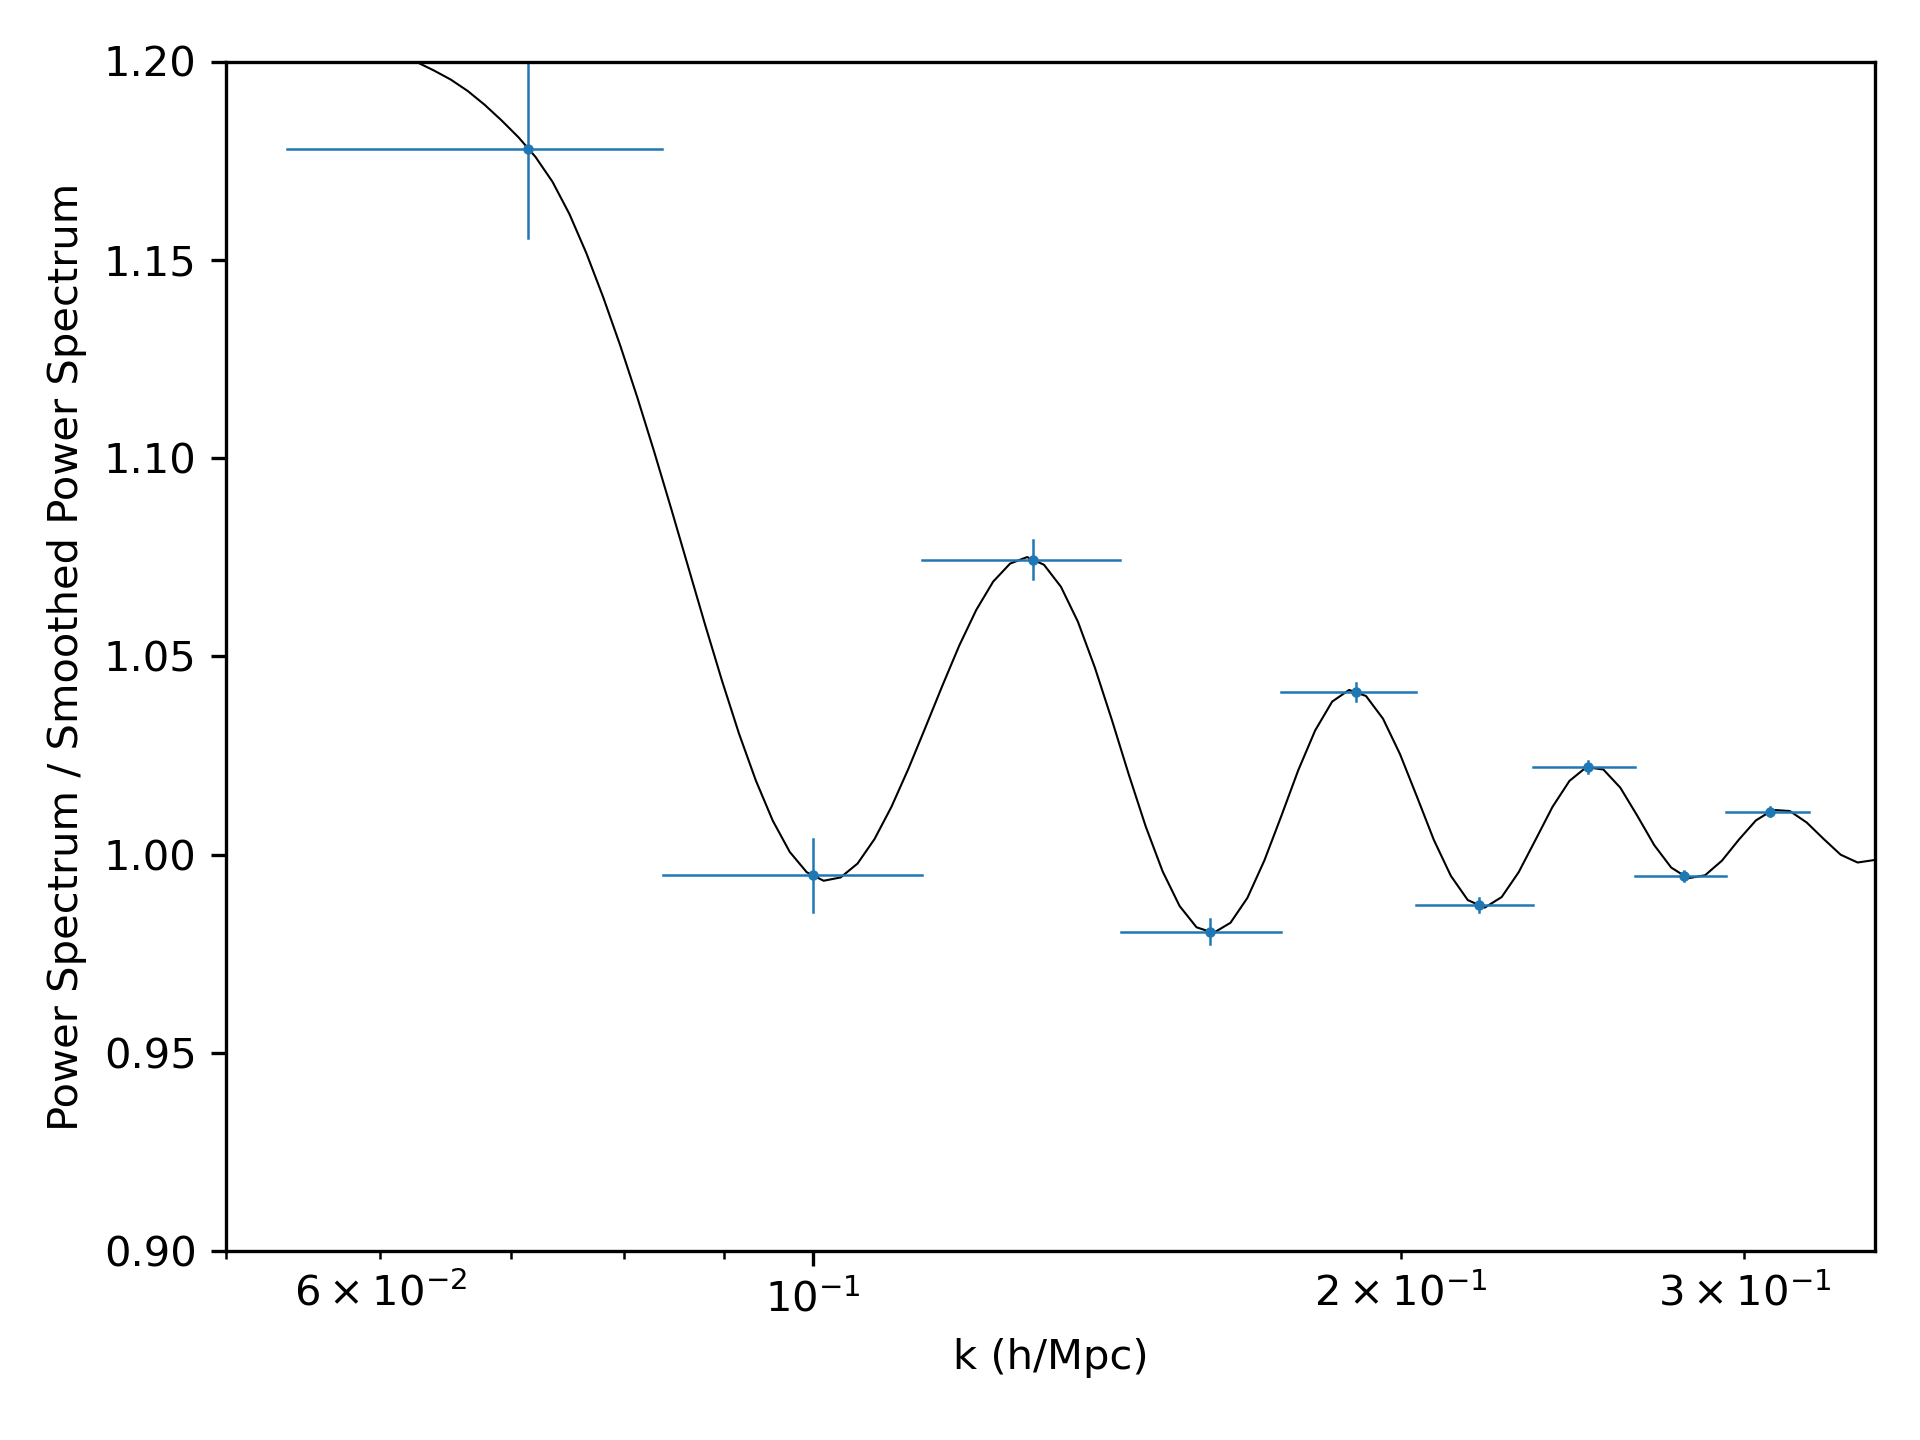 1.20
1.15
1.10
1.05
1.00
0.95
0.90
Power Spectrum / Smoothed Power Spectrum
6 × 10⁻²
10⁻¹
2 × 10⁻¹
3 × 10⁻¹
k (h/Mpc)